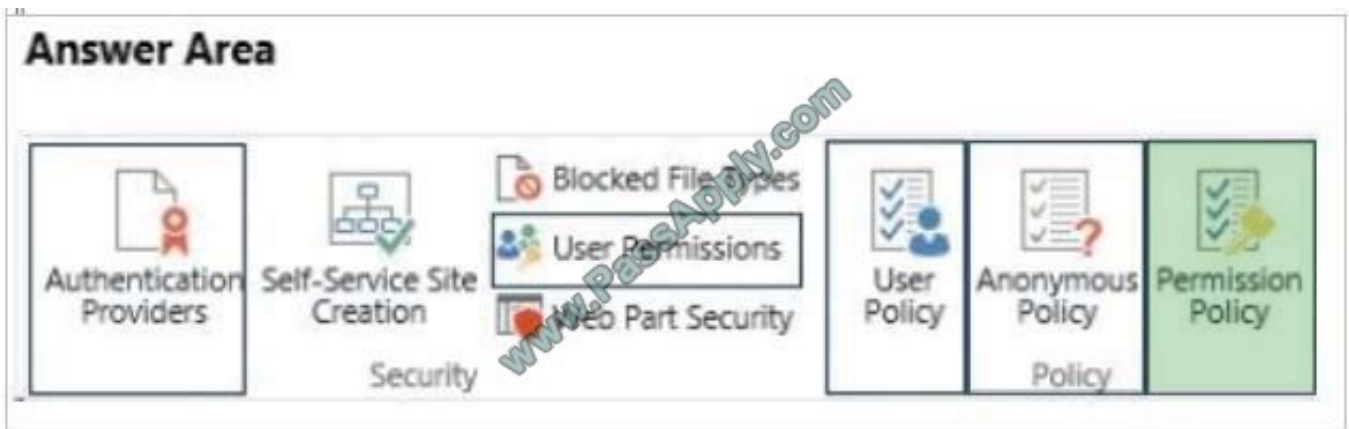 Answer Area
Authentication
Providers
Self-Service Site
Creation
Blocked File Types
User Permissions
Web Part Security
Security
User
Policy
Anonymous
Policy
Permission
Policy
Policy
www.PassApply.com